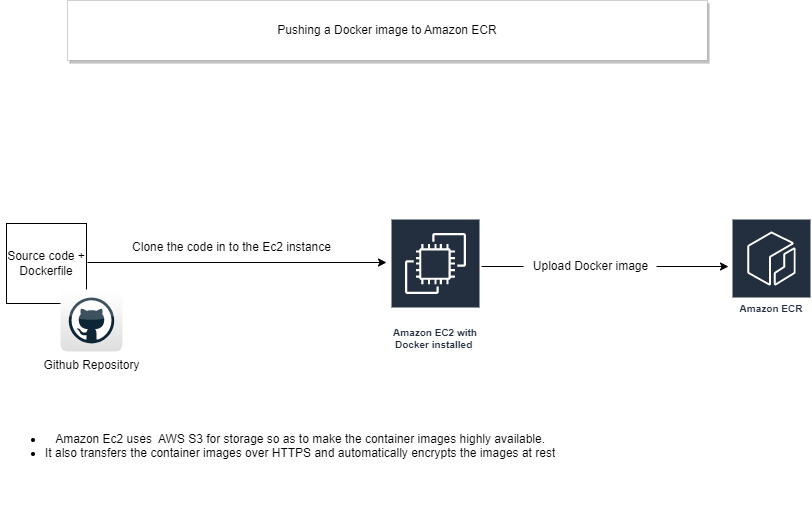 Pushing a Docker image to Amazon ECR
Clone the code in to the Ec2 instance
Source code +
Dockerfile
Upload Docker image
Github Repository
Amazon EC2 with
Docker installed
Amazon ECR
• Amazon Ec2 uses AWS S3 for storage so as to make the container images highly available.
• It also transfers the container images over HTTPS and automatically encrypts the images at rest